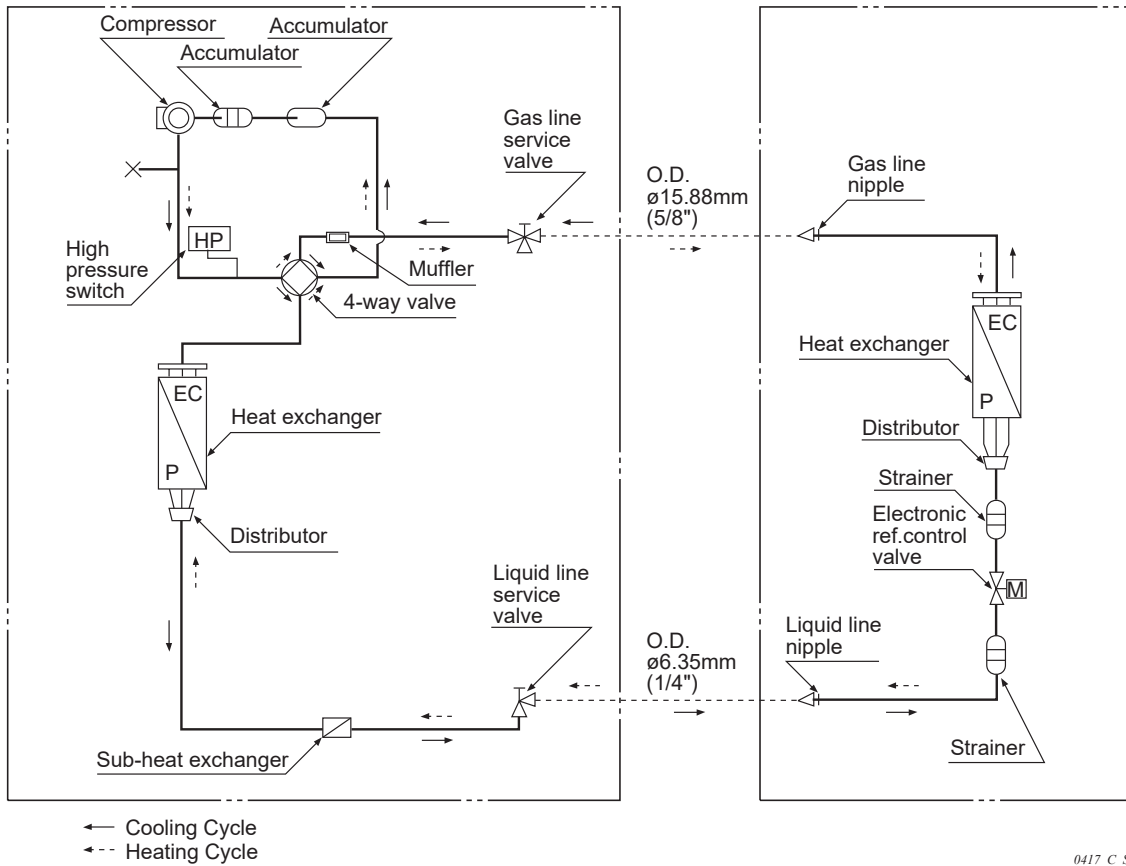 Compressor
Accumulator
Accumulator
Gas line
service
valve
O.D.
ø15.88mm
(5/8")
Gas line
nipple
HP
High
pressure
switch
Muffler
4-way valve
EC
P
Heat exchanger
EC
P
Heat exchanger
Distributor
Distributor
Strainer
Electronic
ref.control
valve
M
Liquid line
service
valve
O.D.
ø6.35mm
(1/4")
Liquid line
nipple
Sub-heat exchanger
Strainer
Cooling Cycle
Heating Cycle
0417_C_S